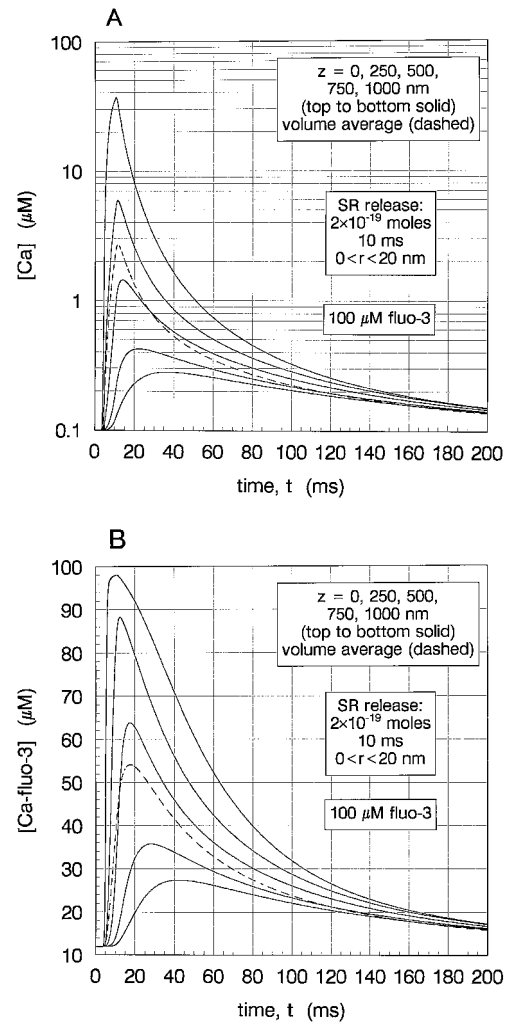 A
100
10
1
0.1
[Ca] (μM)
z = 0, 250, 500,
750, 1000 nm
(top to bottom solid)
volume average (dashed)
SR release:
2×10⁻¹⁹ moles
10 ms
0<r<20 nm
100 μM fluo-3
0 20 40 60 80 100 120 140 160 180 200
time, t (ms)
B
100
90
80
70
60
50
40
30
20
10
[Ca-fluo-3] (μM)
z = 0, 250, 500,
750, 1000 nm
(top to bottom solid)
volume average (dashed)
SR release:
2×10⁻¹⁹ moles
10 ms
0<r<20 nm
100 μM fluo-3
0 20 40 60 80 100 120 140 160 180 200
time, t (ms)